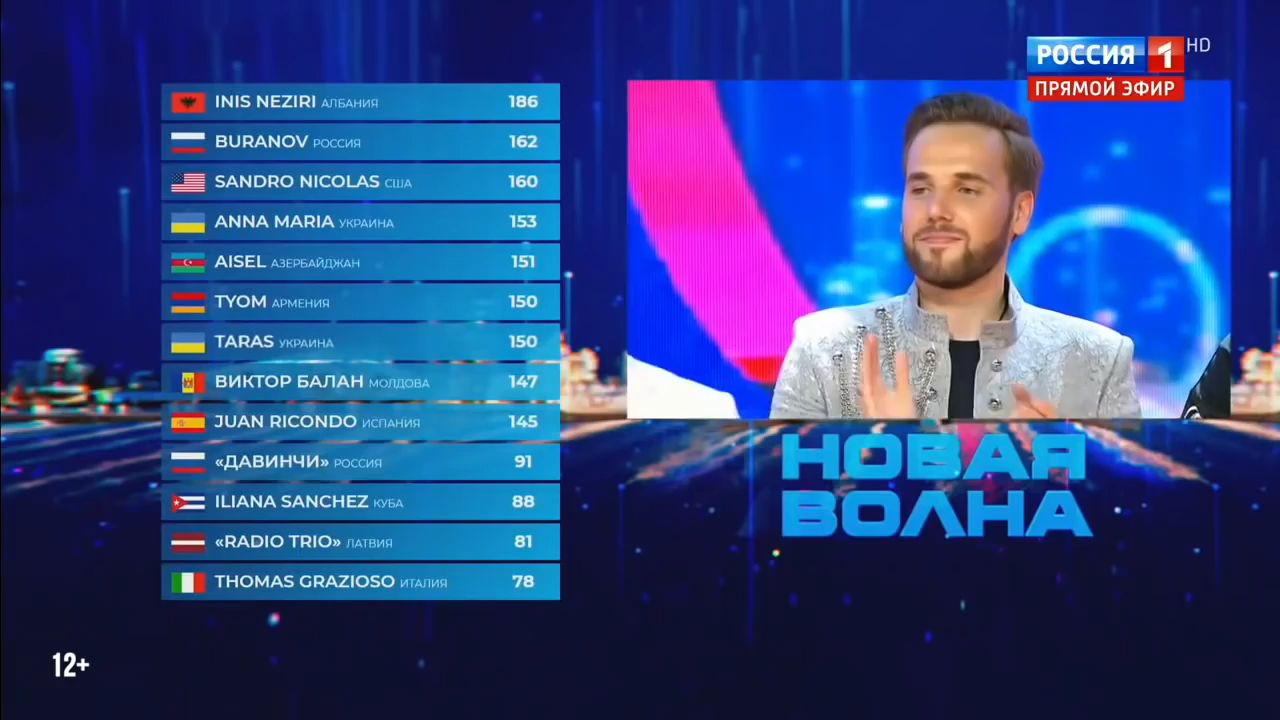 РОССИЯ 1 HD
ПРЯМОЙ ЭФИР
INIS NEZIRI АЛБАНИЯ 186
BURANOV РОССИЯ 162
SANDRO NICOLAS США 160
ANNA MARIA УКРАИНА 153
AISEL АЗЕРБАЙДЖАН 151
TYOM АРМЕНИЯ 150
TARAS УКРАИНА 150
ВИКТОР БАЛАН МОЛДОВА 147
JUAN RICONDO ИСПАНИЯ 145
«ДАВИНЧИ» РОССИЯ 91
ILIANA SANCHEZ КУБА 88
«RADIO TRIO» ЛАТВИЯ 81
THOMAS GRAZIOSO ИТАЛИЯ 78
НОВАЯ
ВОЛНА
12+